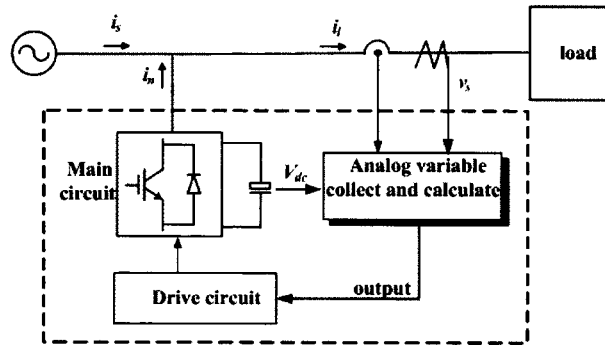 i_s
i_l
load
i_n
v_s
Main
circuit
V_dc
Analog variable
collect and calculate
output
Drive circuit